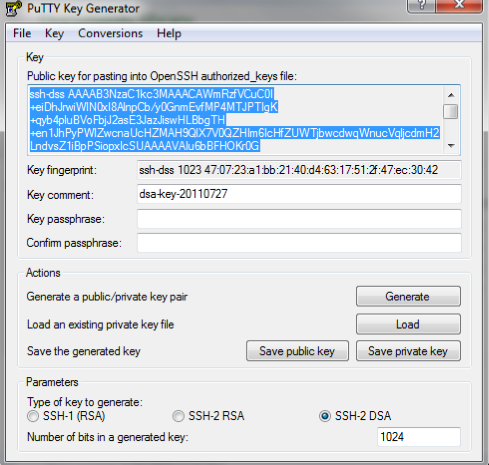 PuTTY Key Generator
File Key Conversions Help
Key
Public key for pasting into OpenSSH authorized_keys file:
ssh-dss AAAAB3NzaC1kc3MAAACAWmRzfVCuC0I
+eiDhJrwiWIN0xI8AlnpCb/y0GnmEvfMP4MTJPTlgK
+qyb4pluBVoFbjJ2asE3JazJiswHLBbgTH
+en1JhPyPWIZwcnaUcHZMAH9QIX7V0QZHlm6lcHfZUWTjbwcdwqWnucVqljcdmH2
LndvsZ1iBpPSiopxlcSUAAAAVAIu6bBFHOKr0G
Key fingerprint: ssh-dss 1023 47:07:23:a1:bb:21:40:d4:63:17:51:2f:47:ec:30:42
Key comment: dsa-key-20110727
Key passphrase:
Confirm passphrase:
Actions
Generate a public/private key pair Generate
Load an existing private key file Load
Save the generated key Save public key Save private key
Parameters
Type of key to generate:
SSH-1 (RSA) SSH-2 RSA SSH-2 DSA
Number of bits in a generated key: 1024